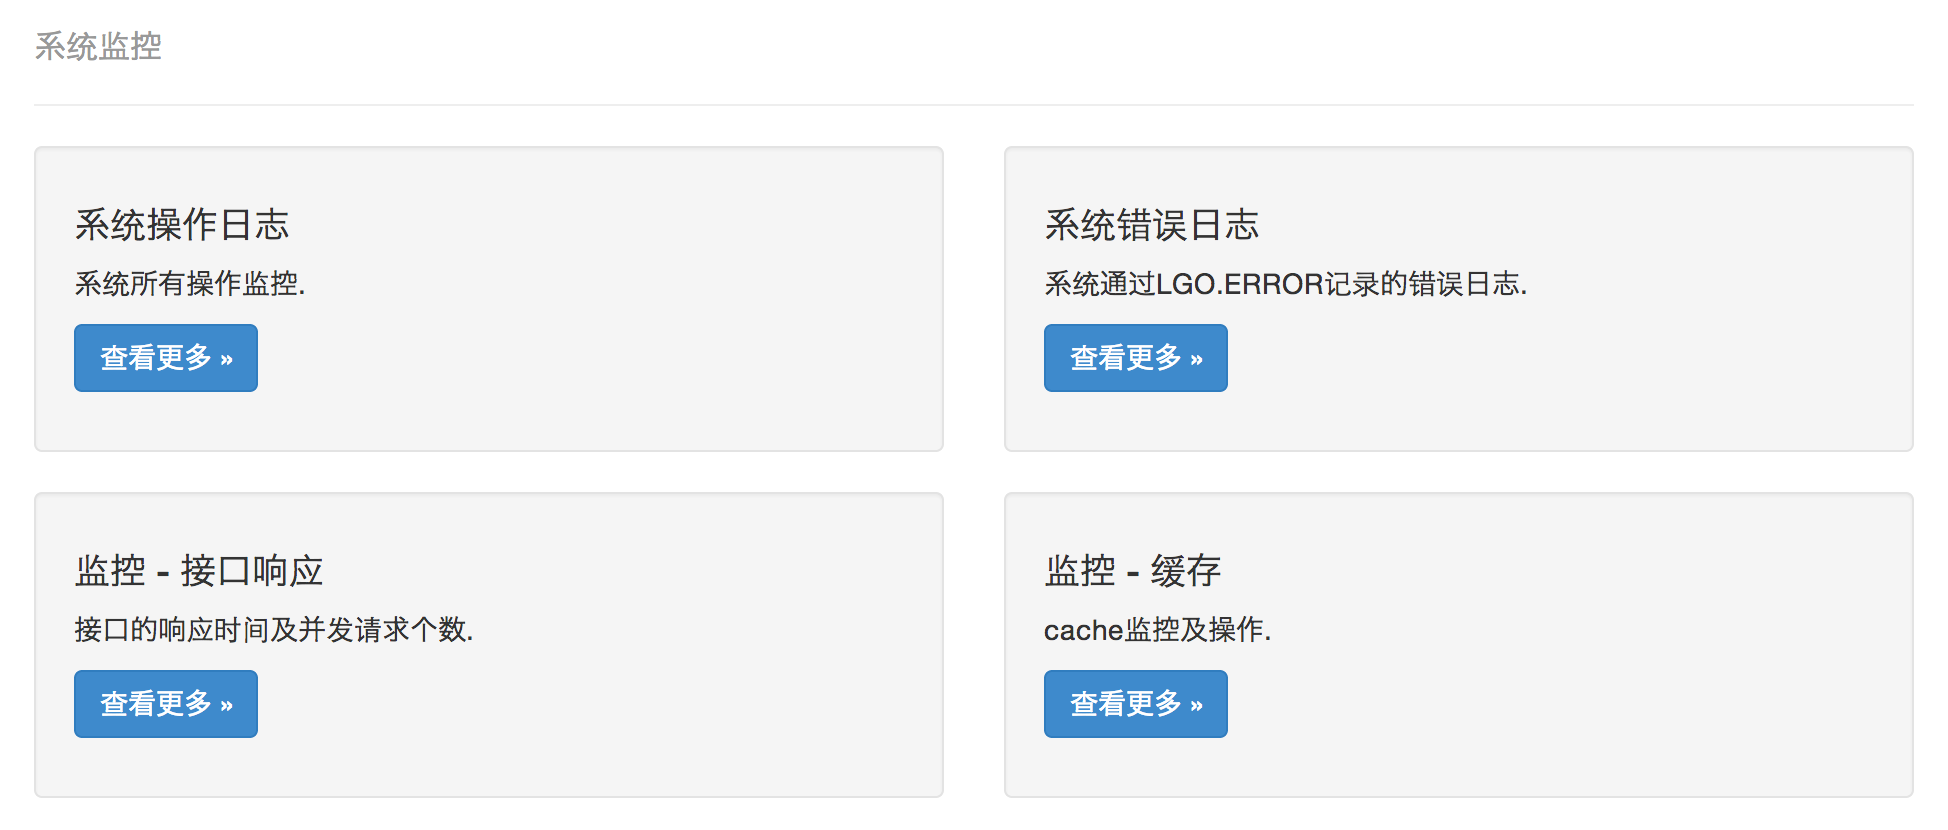 系统监控
系统操作日志
系统所有操作监控.
查看更多 »
系统错误日志
系统通过LGO.ERROR记录的错误日志.
查看更多 »
监控 - 接口响应
接口的响应时间及并发请求个数.
查看更多 »
监控 - 缓存
cache监控及操作.
查看更多 »